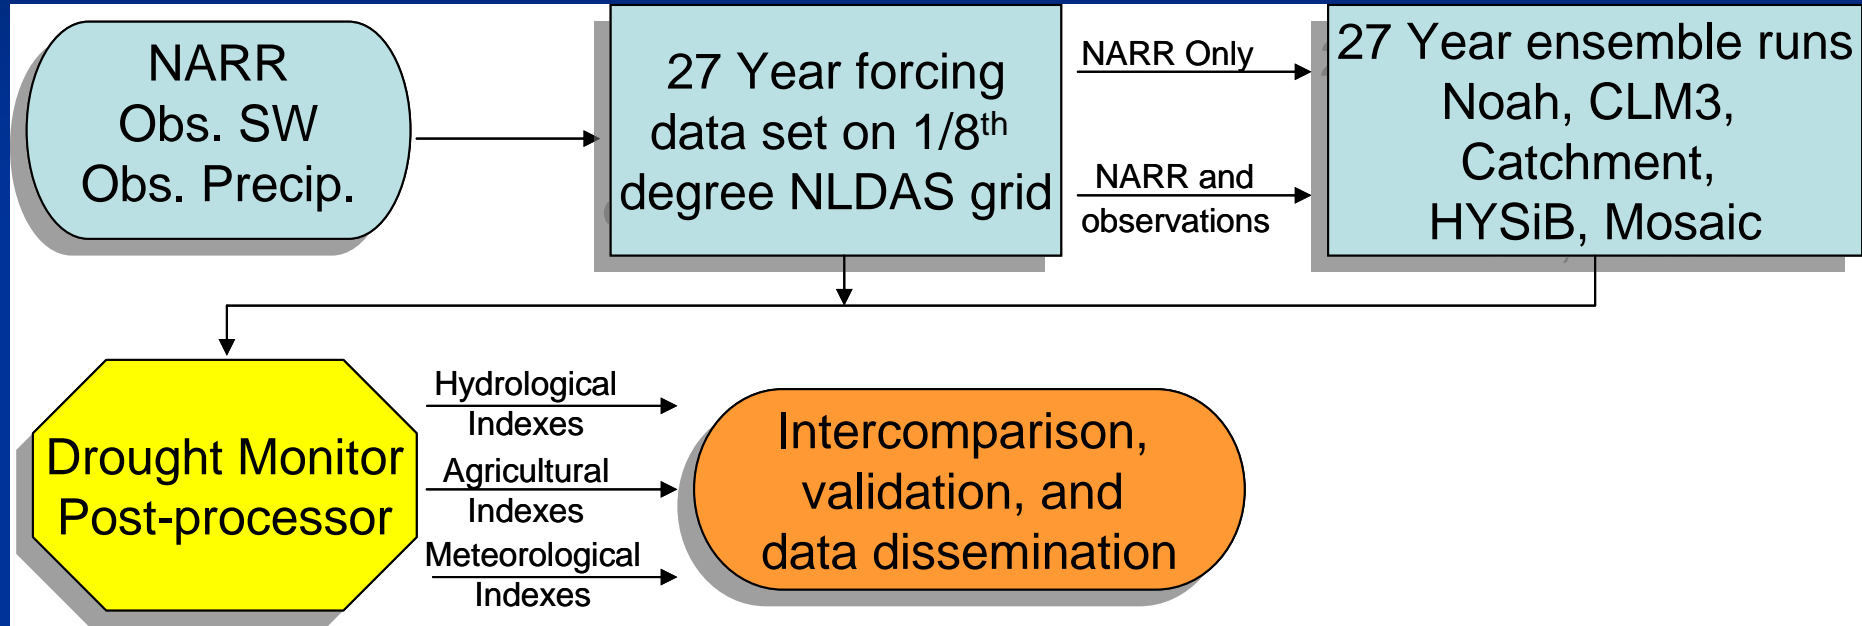 NARR
Obs. SW
Obs. Precip.
27 Year forcing
data set on 1/8th
degree NLDAS grid
NARR Only
NARR and
observations
27 Year ensemble runs
Noah, CLM3,
Catchment,
HYSiB, Mosaic
Drought Monitor
Post-processor
Hydrological
Indexes
Agricultural
Indexes
Meteorological
Indexes
Intercomparison,
validation, and
data dissemination